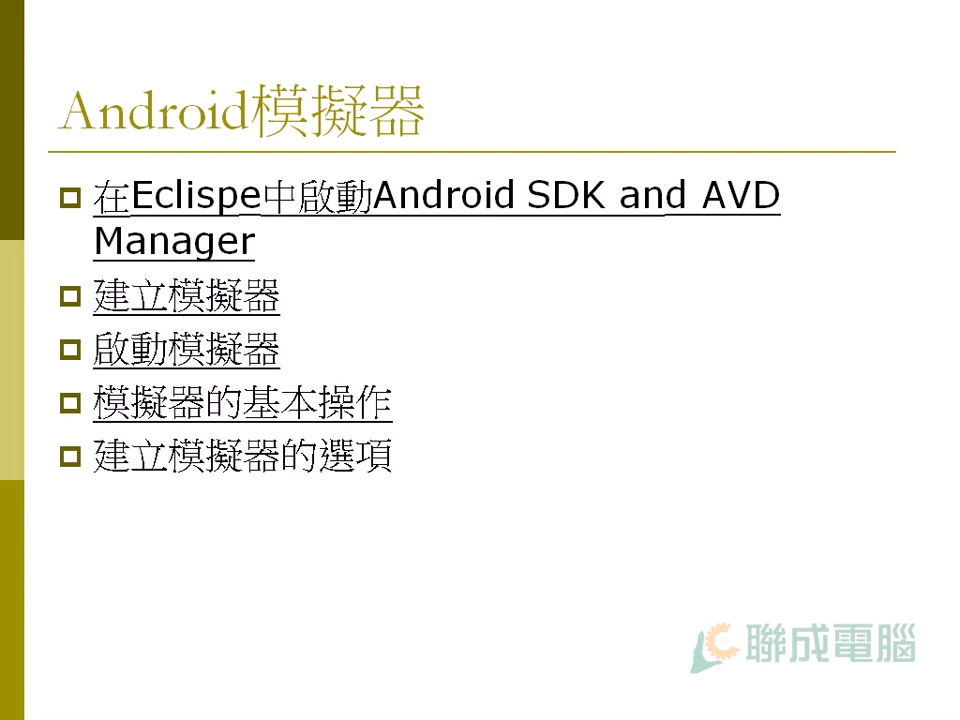 Android模擬器
在Eclispe中啟動Android SDK and AVD
Manager
建立模擬器
啟動模擬器
模擬器的基本操作
建立模擬器的選項
聯成電腦